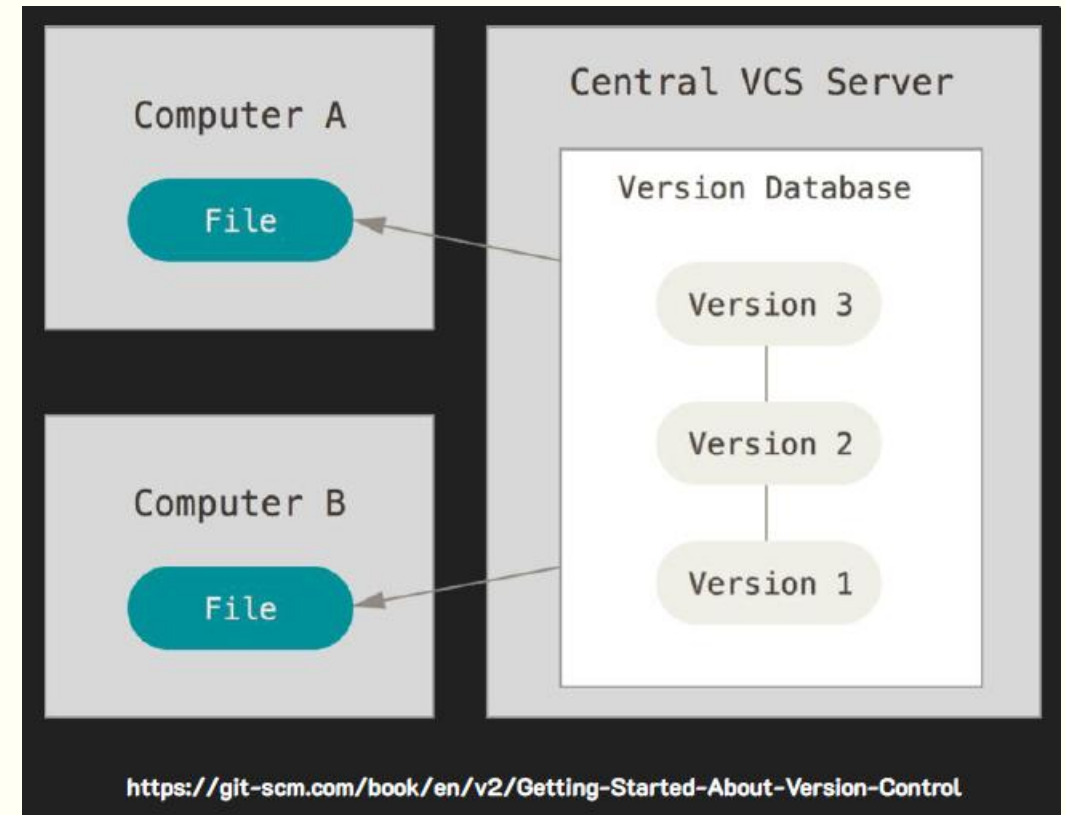 Computer A
File
Computer B
File
Central VCS Server
Version Database
Version 3
Version 2
Version 1
https://git-scm.com/book/en/v2/Getting-Started-About-Version-Control